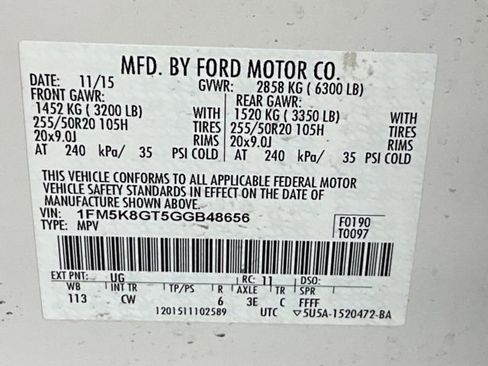 MFD. BY FORD MOTOR CO.
DATE: 11/15 GVWR: 2858 KG ( 6300 LB)
FRONT GAWR: REAR GAWR:
1452 KG ( 3200 LB) WITH 1520 KG ( 3350 LB) WITH
255/50R20 105H TIRES 255/50R20 105H TIRES
20x9.0J RIMS 20x9.0J RIMS
AT 240 kPa/ 35 PSI COLD AT 240 kPa/ 35 PSI COLD
THIS VEHICLE CONFORMS TO ALL APPLICABLE FEDERAL MOTOR
VEHICLE SAFETY STANDARDS IN EFFECT ON THE DATE OF
MANUFACTURE SHOWN ABOVE.
VIN: 1FM5K8GT5GGB48656 F0190
TYPE: MPV T0097
EXT PNT: UG RC: 11 DSO:
WB INT TR TP/PS R AXLE TR SPR
113 CW 6 3E C FFFF
1201511102589 UTC ▽5U5A-1520472-BA